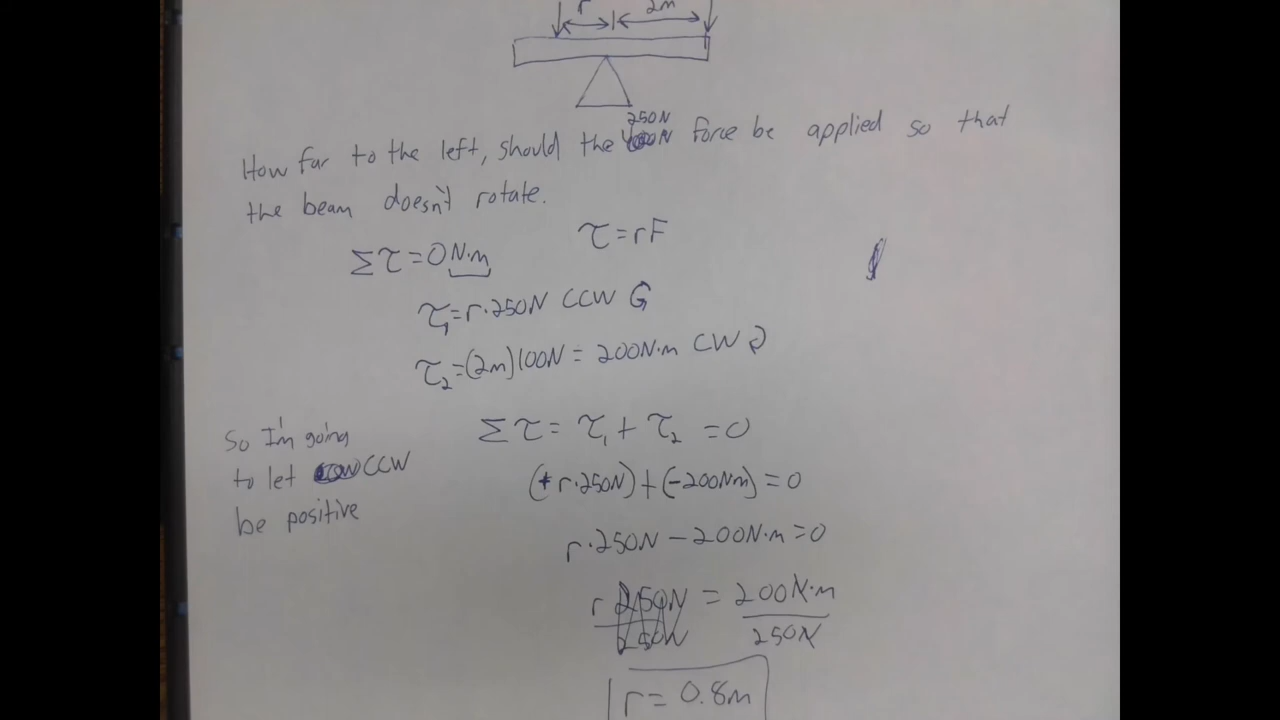 r 2m
250N
How far to the left, should the force be applied so that
the beam doesn't rotate.
Στ=0N·m τ=rF
τ₁=r·250N CCW
τ₂=(2m)100N = 200N·m CW
Στ = τ₁ + τ₂ = 0
(+r·250N)+(-200Nm)=0
r·250N - 200N·m=0
r 250N = 200N·m
250N 250N
r = 0.8m
So I'm going
to let CCW
be positive